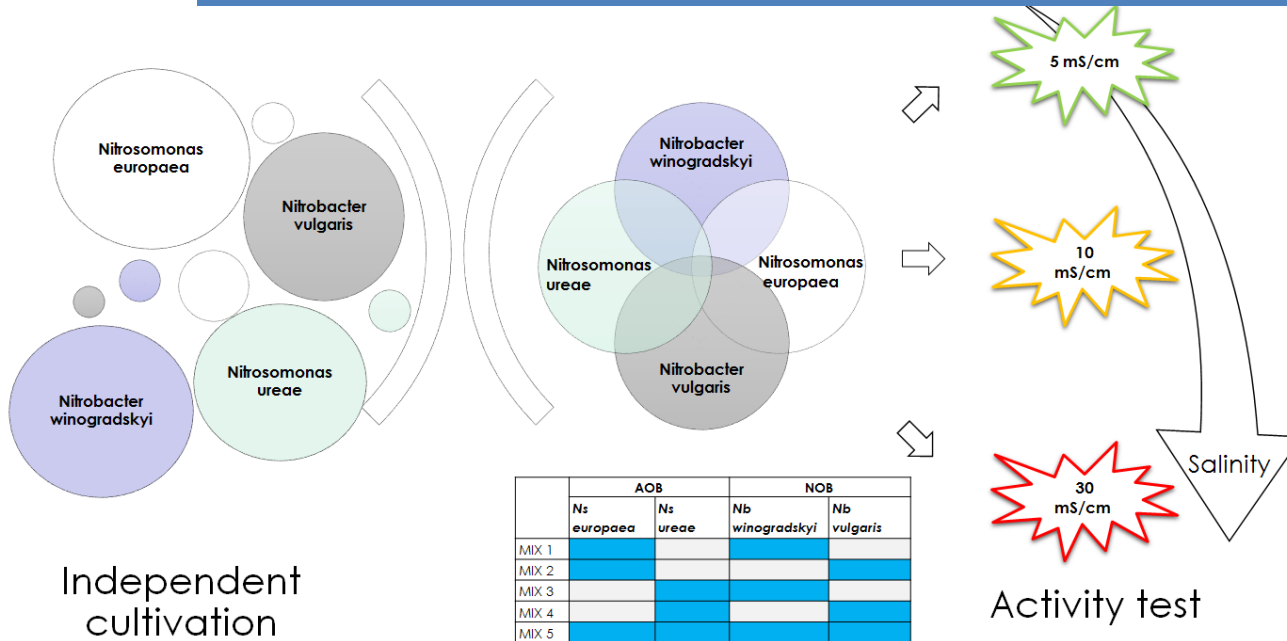 Nitrosomonas
europaea
Nitrobacter
vulgaris
Nitrobacter
winogradskyi
Nitrosomonas
ureae
Independent
cultivation
Nitrobacter
winogradskyi
Nitrosomonas
ureae
Nitrosomonas
europaea
Nitrobacter
vulgaris
AOB NOB
Ns europaea Ns ureae Nb winogradskyi Nb vulgaris
MIX 1
MIX 2
MIX 3
MIX 4
MIX 5
5 mS/cm
10
mS/cm
30
mS/cm
Salinity
Activity test